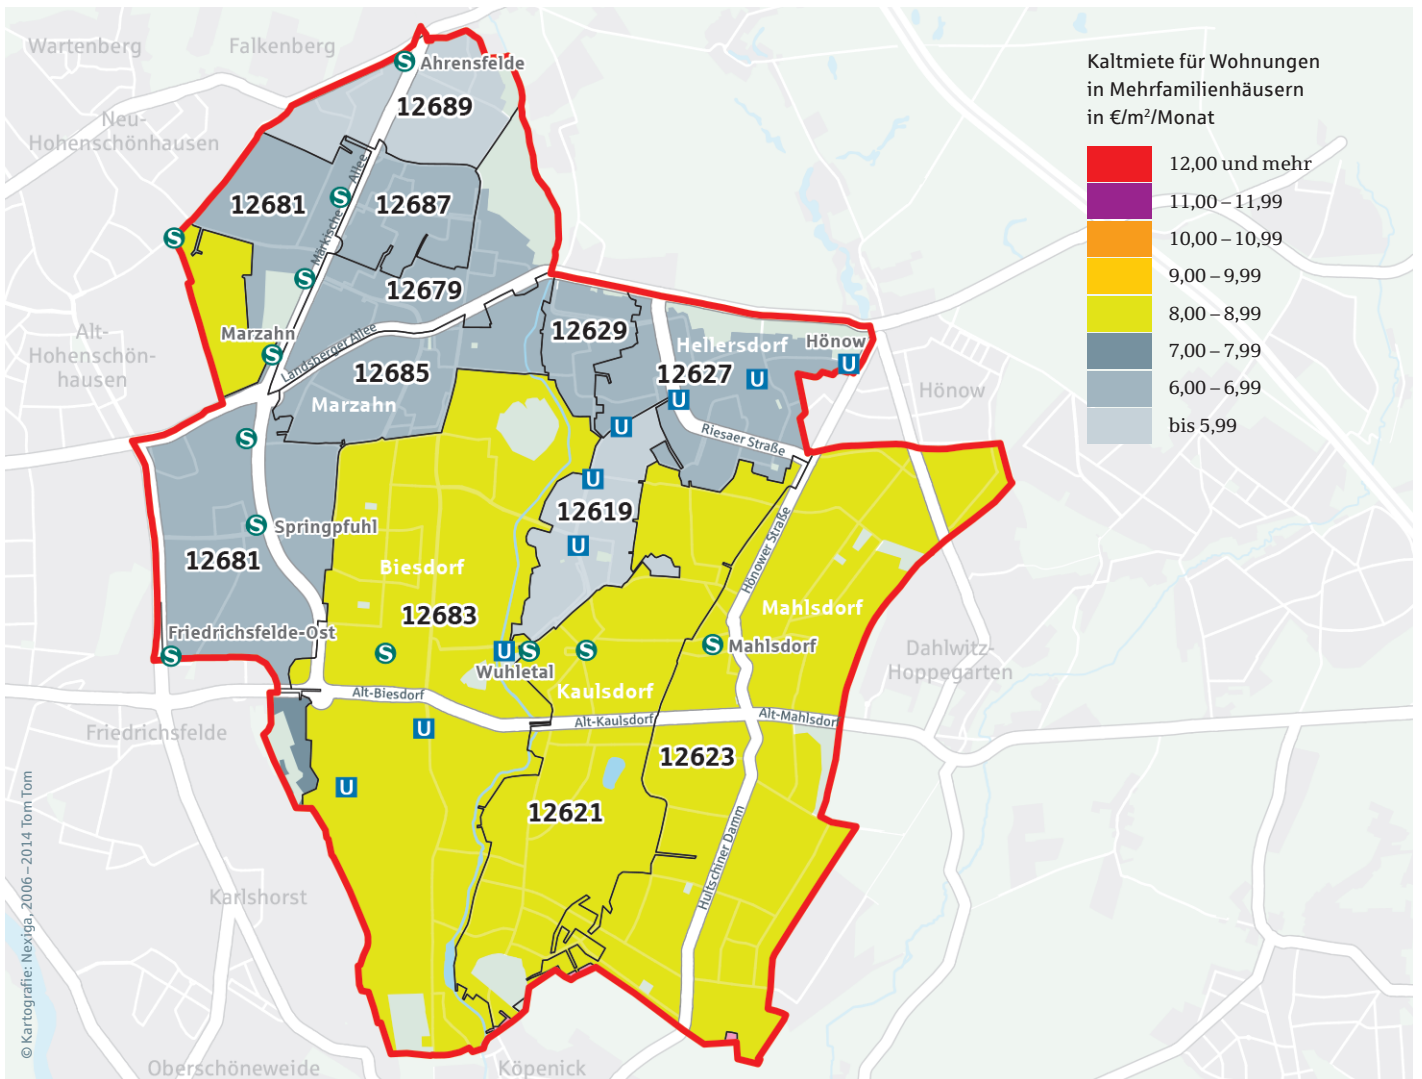 Wartenberg
Falkenberg
S Ahrensfelde
12689
Neu-
Hohenschönhausen
Märkische Allee
S
12681
12687
S
S
12679
Alt-
Hohenschön-
hausen
Marzahn
S
Landsberger Allee
12685
Marzahn
12629
Hellersdorf
12627
Hönow
U
U
U
U
Hönow
Riesaer Straße
S
U
12619
U
S Springpfuhl
12681
Biesdorf
12683
Hönower Straße
Mahlsdorf
Friedrichsfelde-Ost
S
S
U S
Wuhletal
S
S Mahlsdorf
Dahlwitz-
Hoppegarten
Kaulsdorf
Alt-Biesdorf
Alt-Kaulsdorf
Alt-Mahlsdorf
Friedrichsfelde
U
U
12623
12621
Hultschiner Damm
Karlshorst
Oberschöneweide
Köpenick
Kaltmiete für Wohnungen
in Mehrfamilienhäusern
in €/m²/Monat
12,00 und mehr
11,00 – 11,99
10,00 – 10,99
9,00 – 9,99
8,00 – 8,99
7,00 – 7,99
6,00 – 6,99
bis 5,99
© Kartografie: Nexiga, 2006 – 2014 Tom Tom